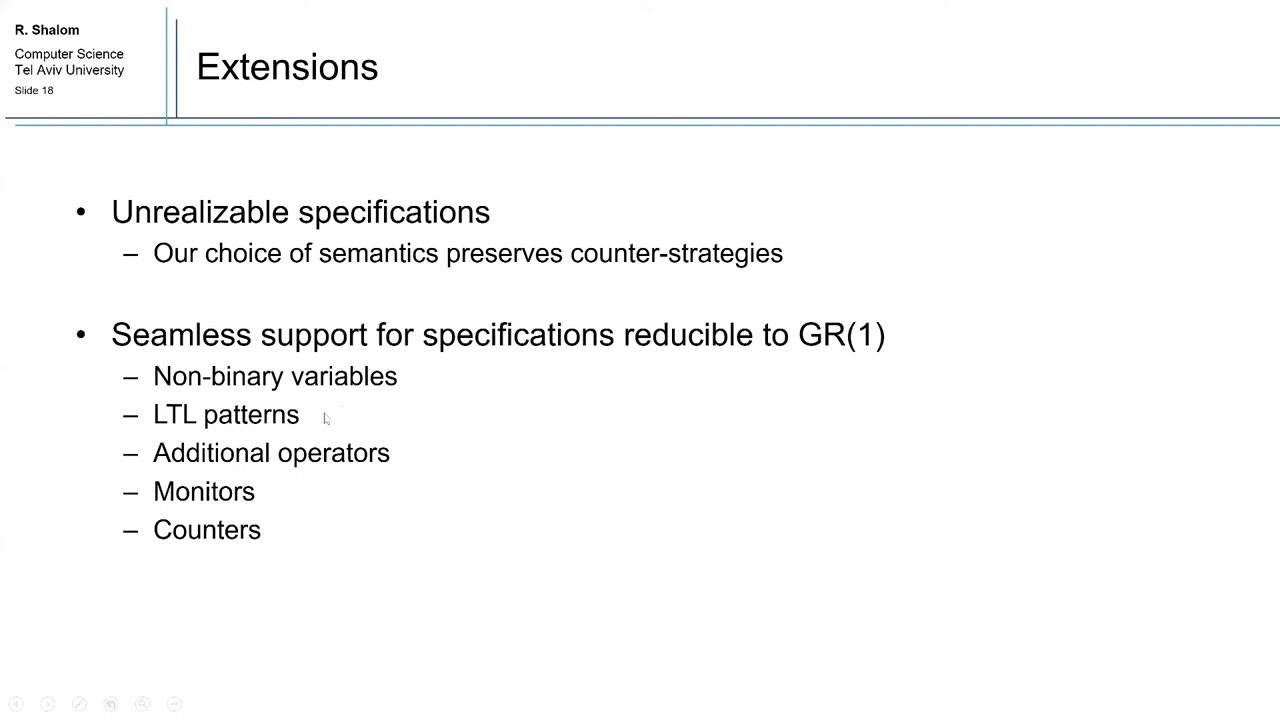 R. Shalom
Computer Science
Tel Aviv University
Slide 18
Extensions
• Unrealizable specifications
– Our choice of semantics preserves counter-strategies
• Seamless support for specifications reducible to GR(1)
– Non-binary variables
– LTL patterns
– Additional operators
– Monitors
– Counters